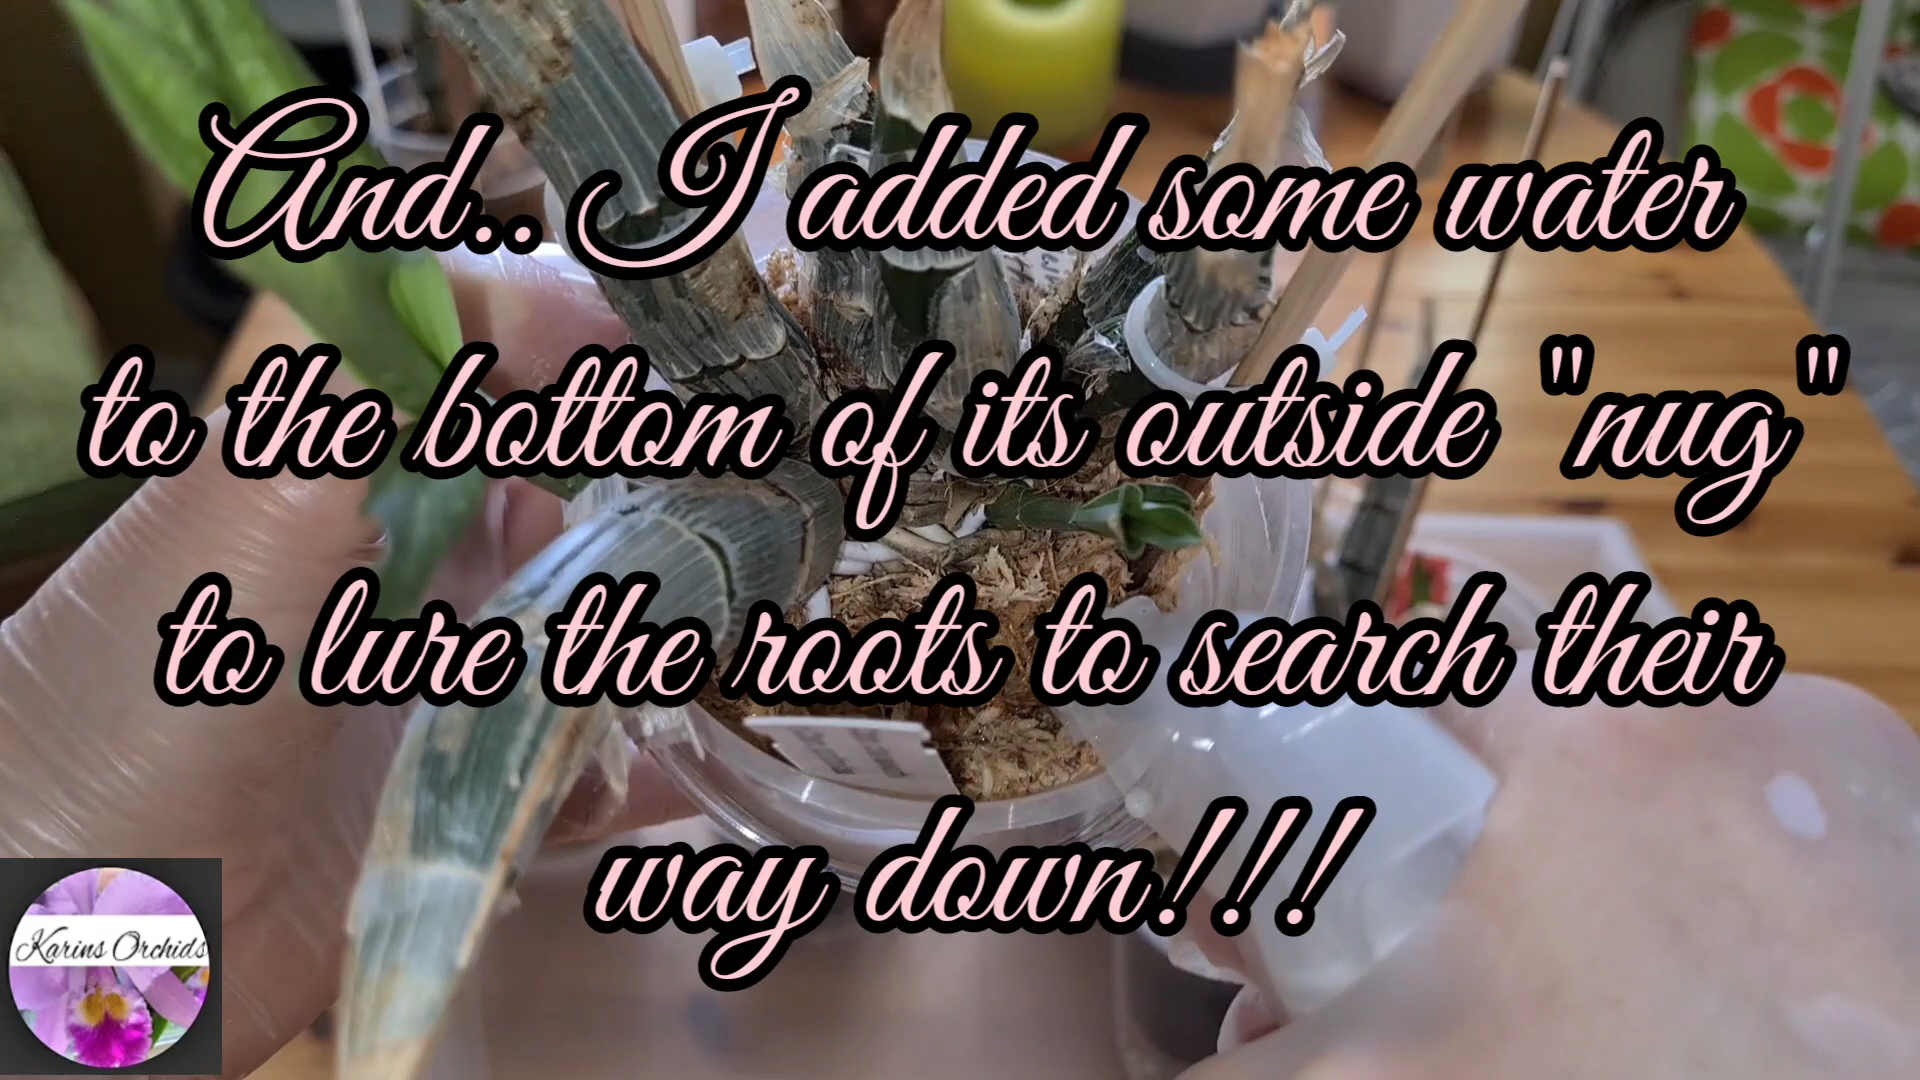 And.. I added some water
to the bottom of its outside "nug"
to lure the roots to search their
way down!!!
Karins Orchids